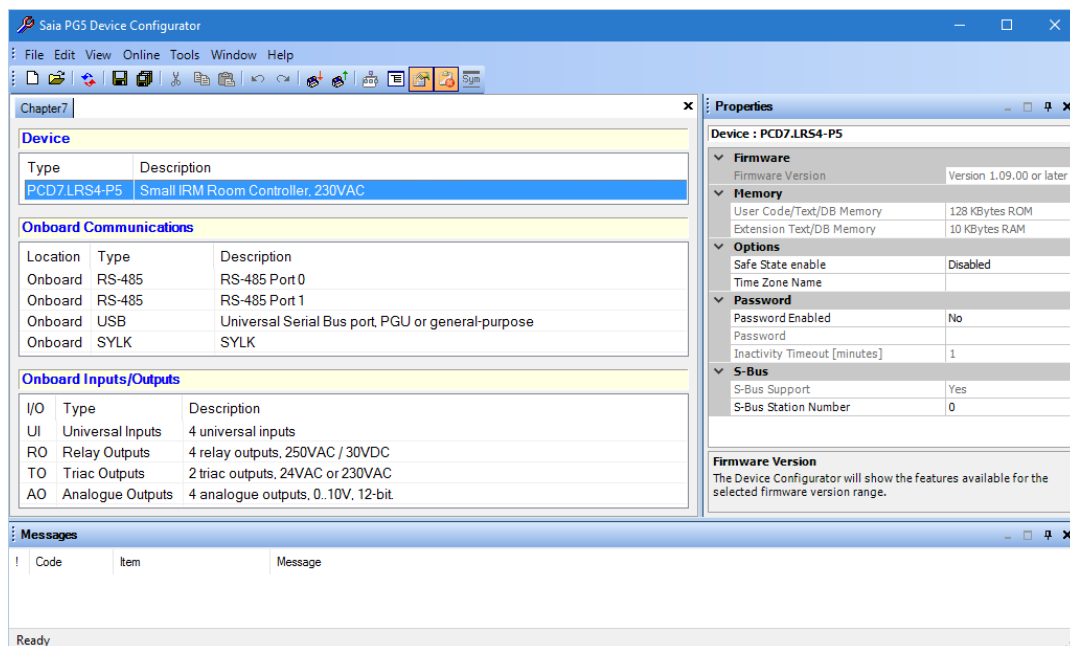 Saia PG5 Device Configurator
File Edit View Online Tools Window Help
Sym
Chapter7
Device
Type Description
PCD7.LRS4-P5 Small IRM Room Controller, 230VAC
Onboard Communications
Location Type Description
Onboard RS-485 RS-485 Port 0
Onboard RS-485 RS-485 Port 1
Onboard USB Universal Serial Bus port, PGU or general-purpose
Onboard SYLK SYLK
Onboard Inputs/Outputs
I/O Type Description
UI Universal Inputs 4 universal inputs
RO Relay Outputs 4 relay outputs, 250VAC / 30VDC
TO Triac Outputs 2 triac outputs, 24VAC or 230VAC
AO Analogue Outputs 4 analogue outputs, 0..10V, 12-bit.
Properties
Device : PCD7.LRS4-P5
Firmware
Firmware Version Version 1.09.00 or later
Memory
User Code/Text/DB Memory 128 KBytes ROM
Extension Text/DB Memory 10 KBytes RAM
Options
Safe State enable Disabled
Time Zone Name
Password
Password Enabled No
Password
Inactivity Timeout [minutes] 1
S-Bus
S-Bus Support Yes
S-Bus Station Number 0
Firmware Version
The Device Configurator will show the features available for the
selected firmware version range.
Messages
! Code Item Message
Ready